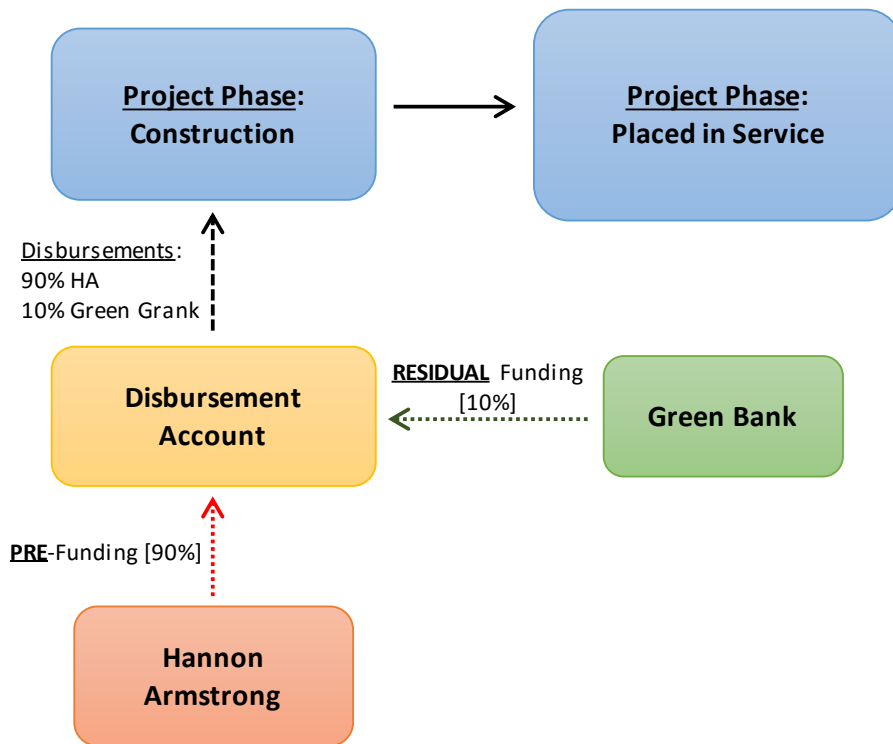 Project Phase:
Construction
Project Phase:
Placed in Service
Disbursements:
90% HA
10% Green Grank
Disbursement
Account
RESIDUAL Funding
[10%]
Green Bank
PRE-Funding [90%]
Hannon
Armstrong